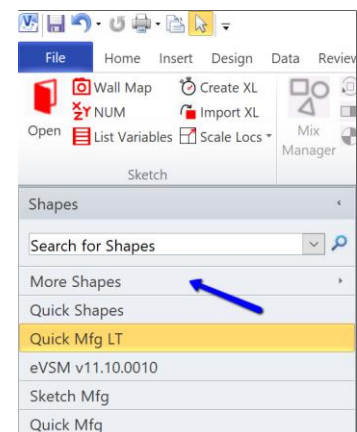 File Home Insert Design Data Review
Wall Map Create XL
NUM Import XL
Open List Variables Scale Locs Mix Manager
Sketch
Shapes
Search for Shapes
More Shapes
Quick Shapes
Quick Mfg LT
eVSM v11.10.0010
Sketch Mfg
Quick Mfg